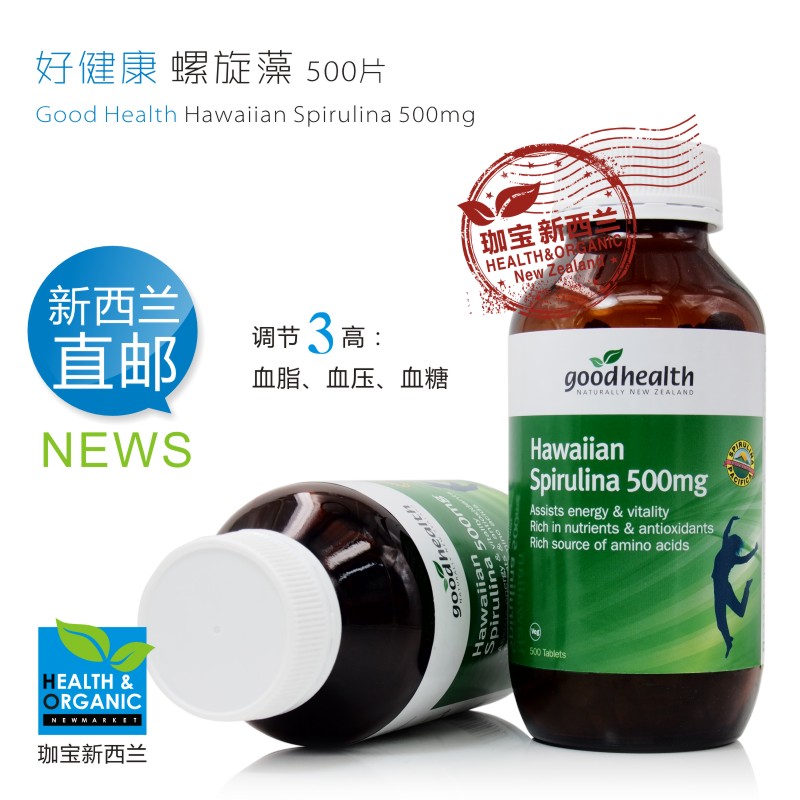 好健康 螺旋藻 500片
Good Health Hawaiian Spirulina 500mg
珈宝新西兰
HEALTH&ORGANIC
New Zealand
新西兰
直邮
NEWS
调节3高：
血脂、血压、血糖
goodhealth
NATURALLY NEW ZEALAND
Hawaiian
Spirulina 500mg
Assists energy & vitality
Rich in nutrients & antioxidants
Rich source of amino acids
SPIRULINA
PACIFICA
veg
500 Tablets
goodhealth
Hawaiian
Spirulina 500mg
HEALTH &
ORGANIC
NEWMARKET
珈宝新西兰